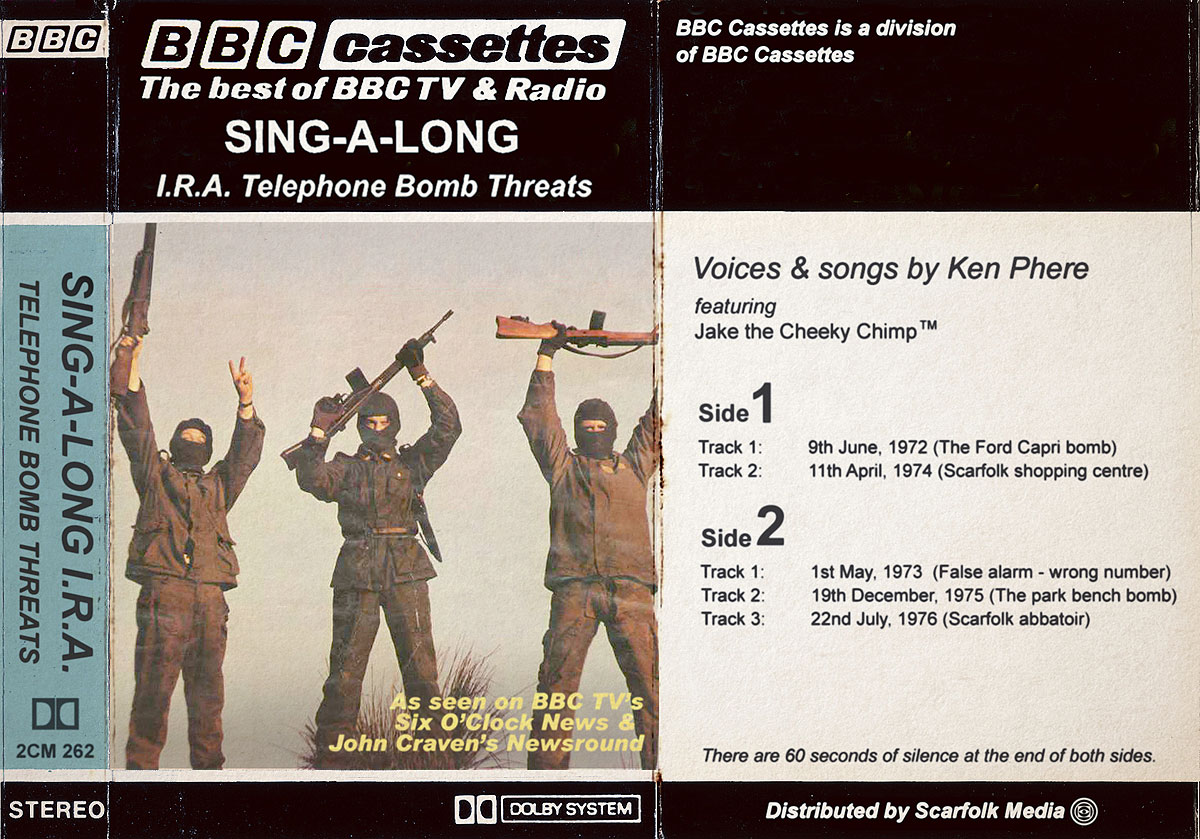 BBC
SING-A-LONG I.R.A.
TELEPHONE BOMB THREATS
2CM 262
STEREO
BBC cassettes
The best of BBC TV & Radio
SING-A-LONG
I.R.A. Telephone Bomb Threats
As seen on BBC TV's
Six O'Clock News &
John Craven's Newsround
DOLBY SYSTEM
BBC Cassettes is a division
of BBC Cassettes
Voices & songs by Ken Phere
featuring
Jake the Cheeky Chimp™
Side 1
Track 1: 9th June, 1972 (The Ford Capri bomb)
Track 2: 11th April, 1974 (Scarfolk shopping centre)
Side 2
Track 1: 1st May, 1973 (False alarm - wrong number)
Track 2: 19th December, 1975 (The park bench bomb)
Track 3: 22nd July, 1976 (Scarfolk abbatoir)
There are 60 seconds of silence at the end of both sides.
Distributed by Scarfolk Media